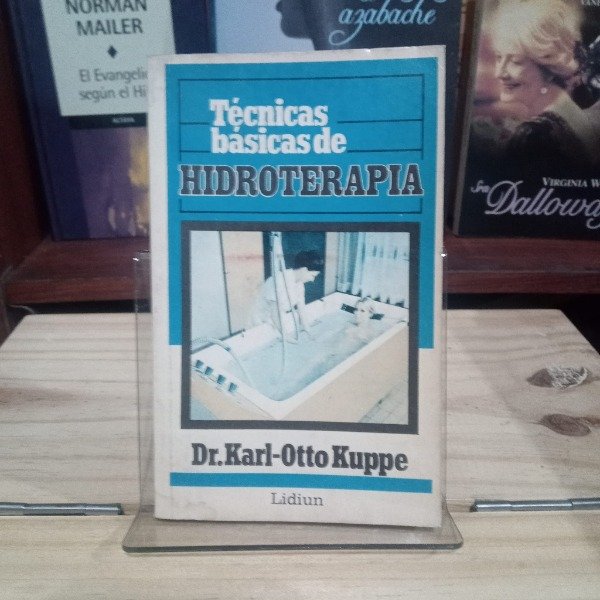 NORMAN
MAILER
El Evangelio
según el Hi
azabache
VIRGINIA W
Sra
Dalloway
Técnicas
básicas de
HIDROTERAPIA
Dr. Karl-Otto Kuppe
Lidiun